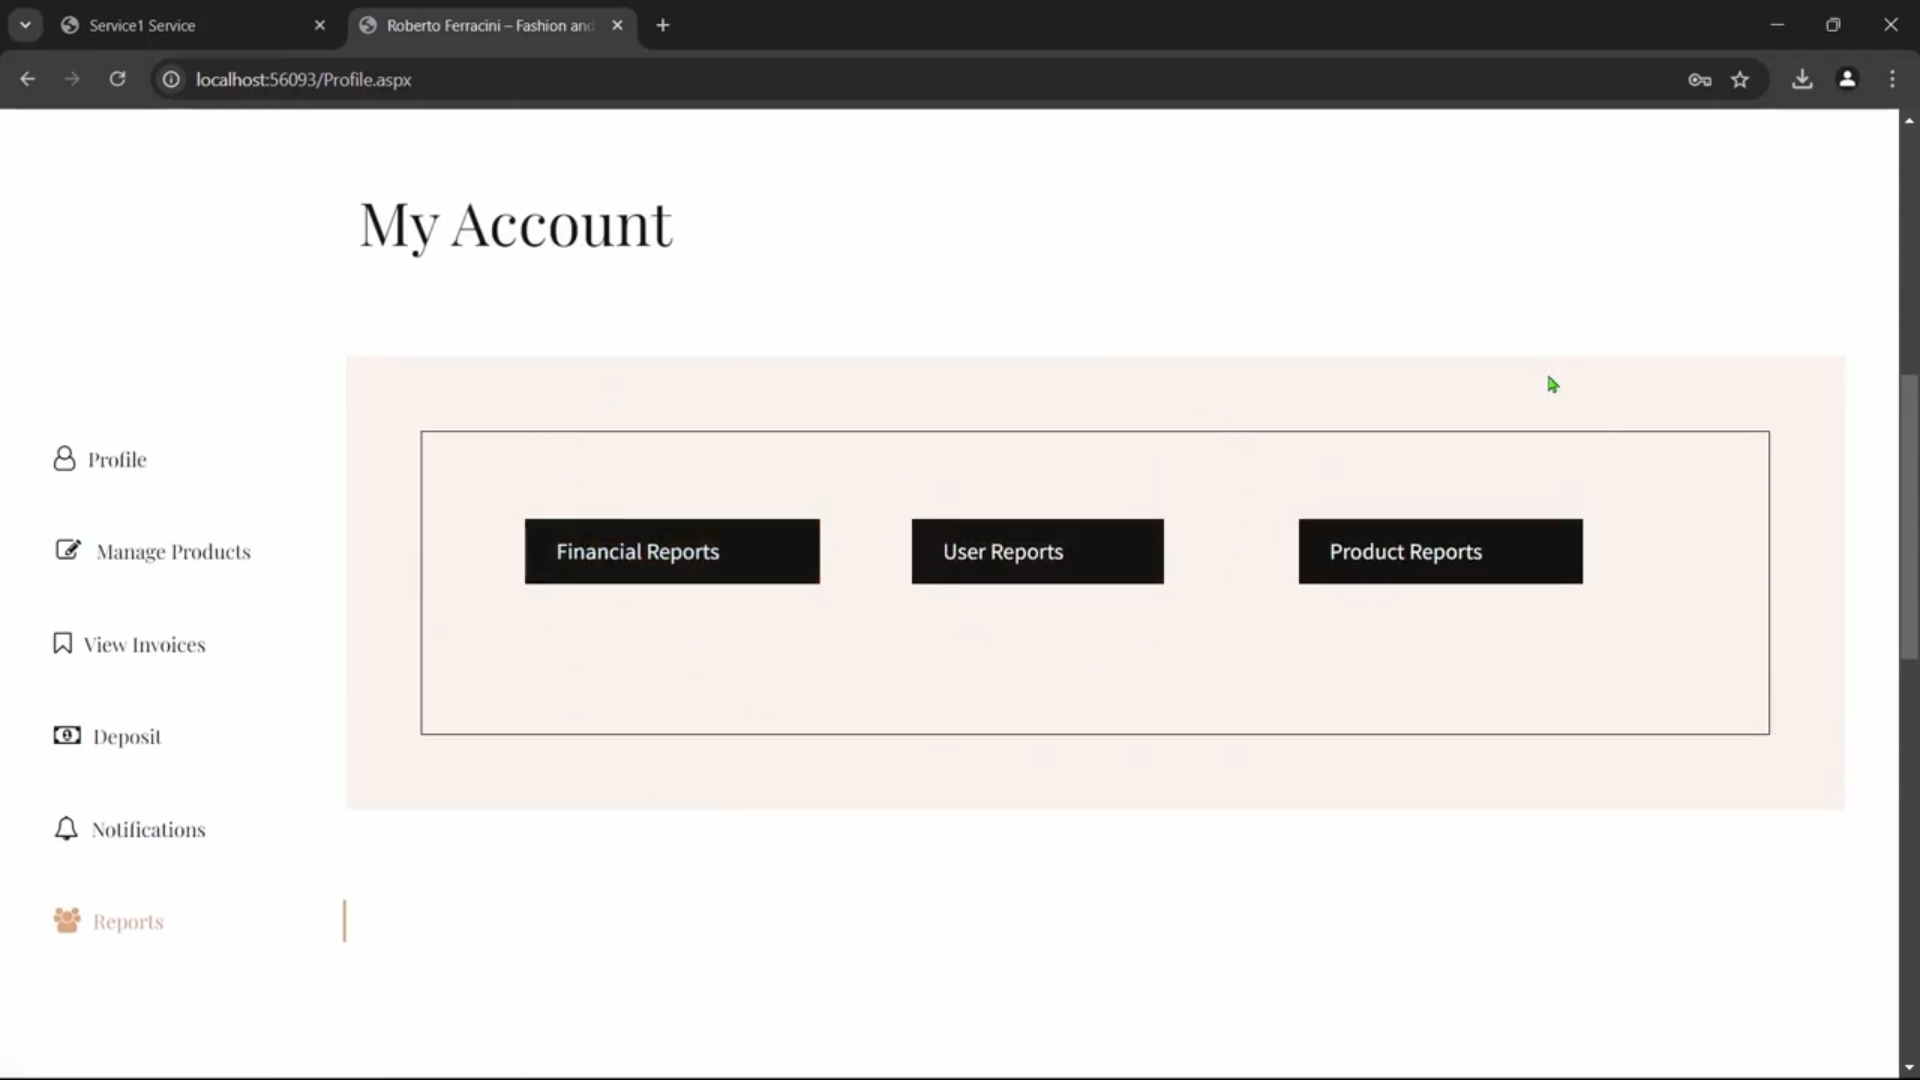 Service1 Service
Roberto Ferracini – Fashion and
localhost:56093/Profile.aspx
My Account
Profile
Manage Products
View Invoices
Deposit
Notifications
Reports
Financial Reports
User Reports
Product Reports